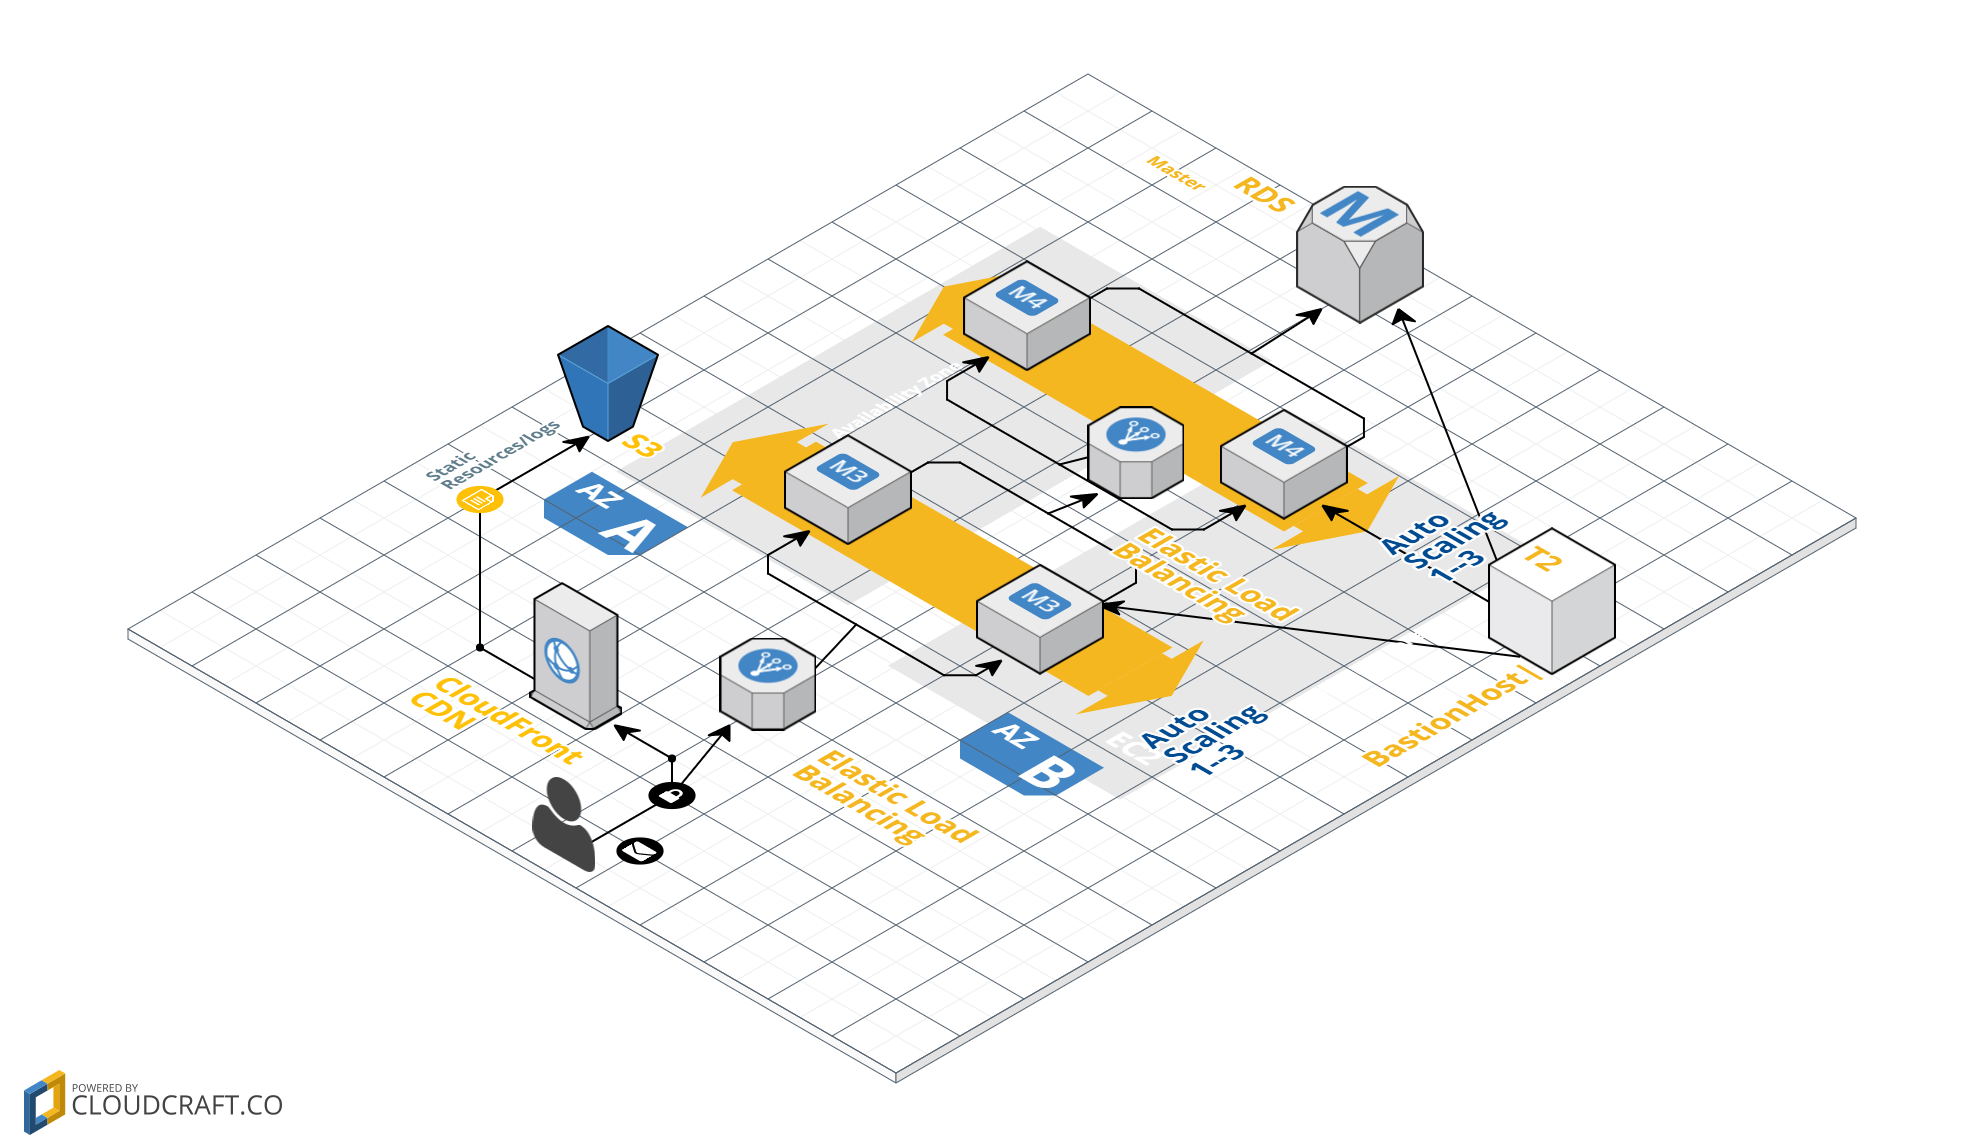 Master
RDS
M
M4
Static
Resources/logs
S3
Availability Zone
M4
M3
AZ
A
Elastic Load
Balancing
Auto
Scaling
1--3
T2
M3
CloudFront
CDN
BastionHost
AZ
B
EC2
Auto
Scaling
1--3
Elastic Load
Balancing
POWERED BY
CLOUDCRAFT.CO